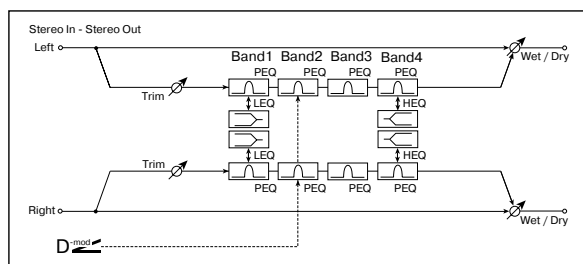 Stereo In - Stereo Out
Left
Band1 Band2 Band3 Band4
PEQ PEQ PEQ PEQ
Wet / Dry
Trim
LEQ HEQ
LEQ HEQ
Trim
PEQ PEQ PEQ PEQ
Right
Wet / Dry
D-mod